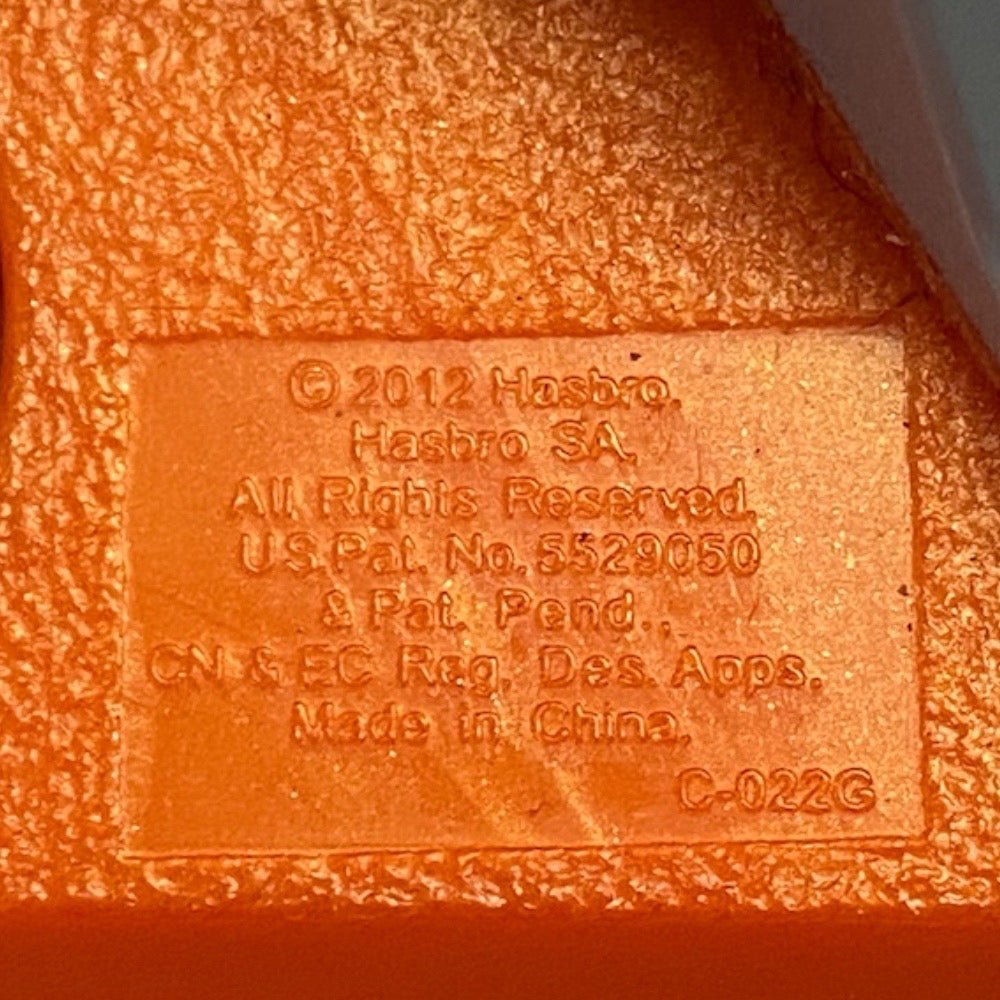 © 2012 Hasbro.
Hasbro SA.
All Rights Reserved.
US Pat. No. 5529050
& Pat. Pend.,
CN & EC Reg. Des. Apps.
Made in China.
C-022G